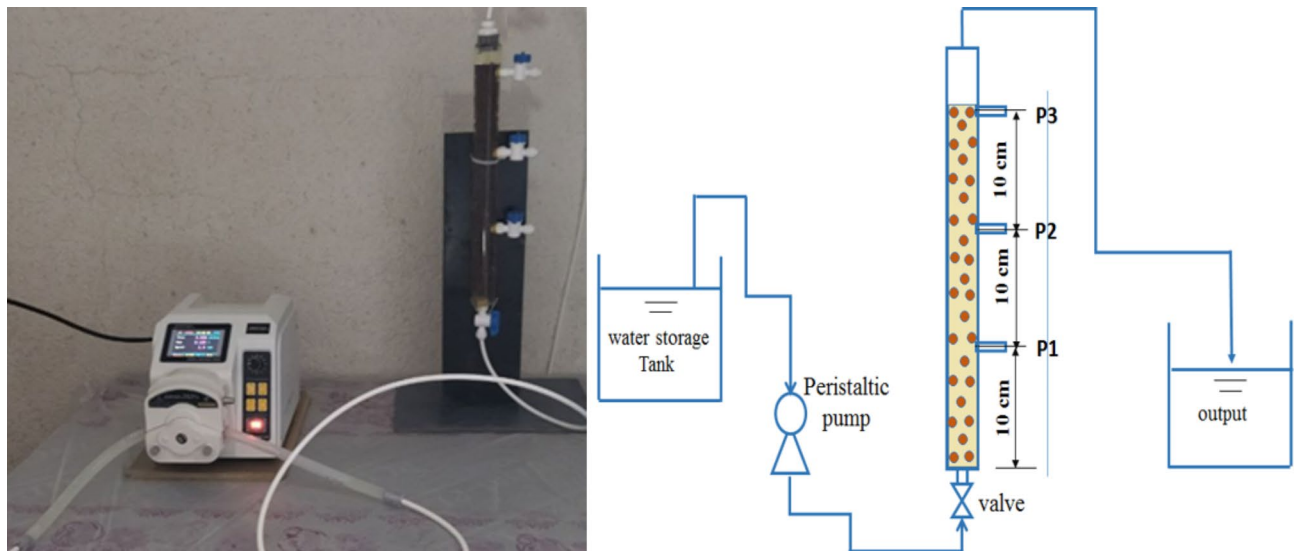 P3
10 cm
P2
10 cm
P1
10 cm
water storage
Tank
Peristaltic
pump
valve
output